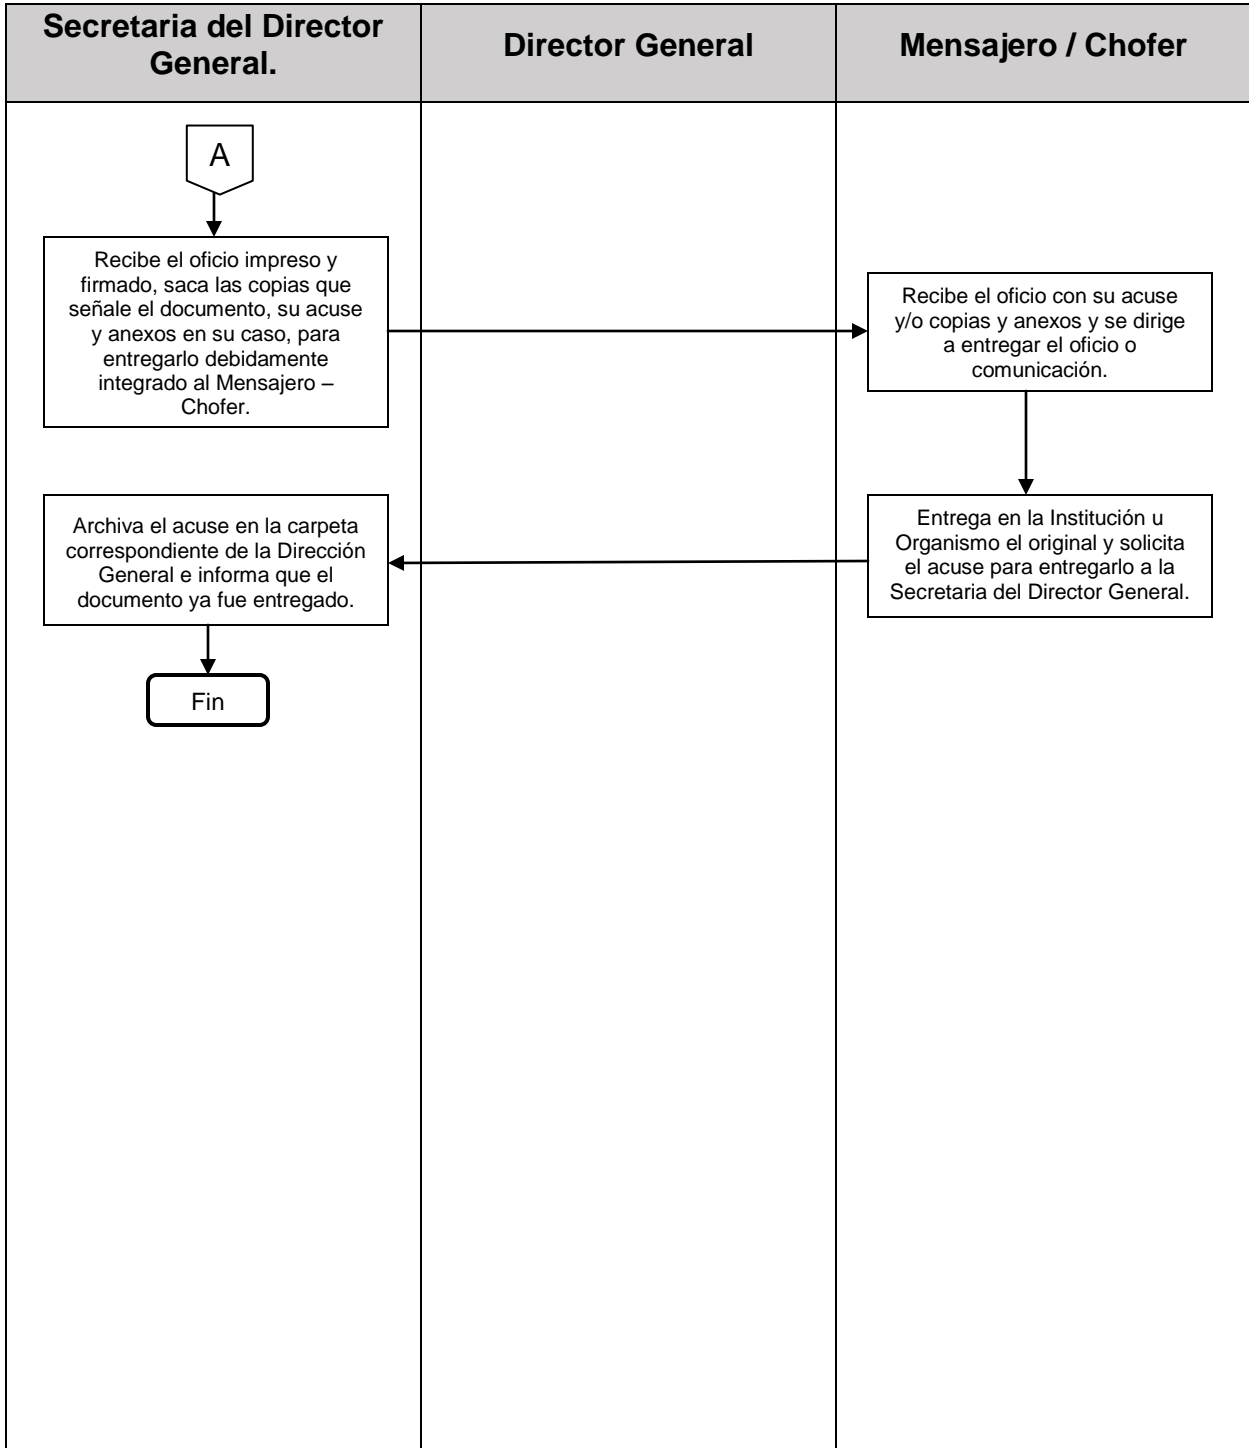 Secretaria del Director
General.
Director General
Mensajero / Chofer
A
Recibe el oficio impreso y
firmado, saca las copias que
señale el documento, su acuse
y anexos en su caso, para
entregarlo debidamente
integrado al Mensajero –
Chofer.
Recibe el oficio con su acuse
y/o copias y anexos y se dirige
a entregar el oficio o
comunicación.
Entrega en la Institución u
Organismo el original y solicita
el acuse para entregarlo a la
Secretaria del Director General.
Archiva el acuse en la carpeta
correspondiente de la Dirección
General e informa que el
documento ya fue entregado.
Fin